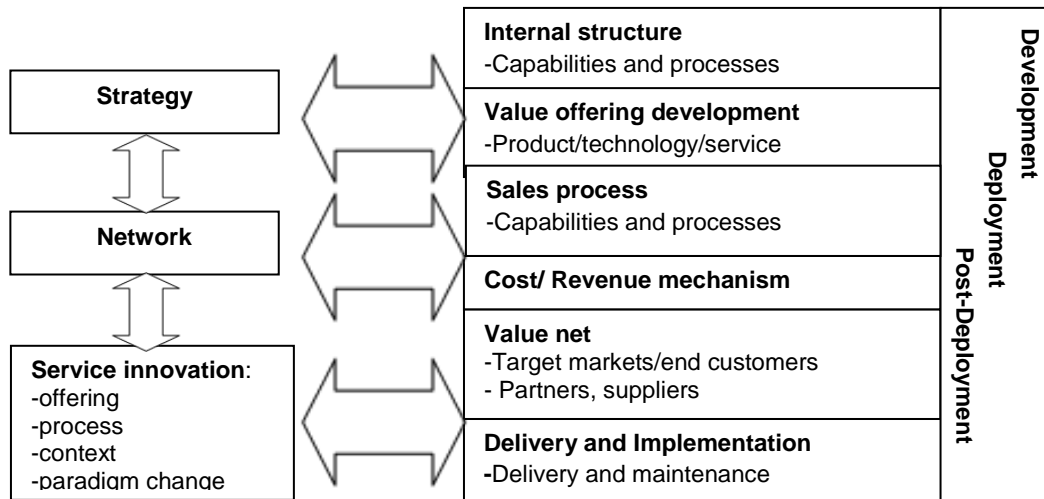 Strategy
Network
Service innovation:
-offering
-process
-context
-paradigm change
Internal structure
-Capabilities and processes
Value offering development
-Product/technology/service
Sales process
-Capabilities and processes
Cost/ Revenue mechanism
Value net
-Target markets/end customers
- Partners, suppliers
Delivery and Implementation
-Delivery and maintenance
Development
Deployment
Post-Deployment